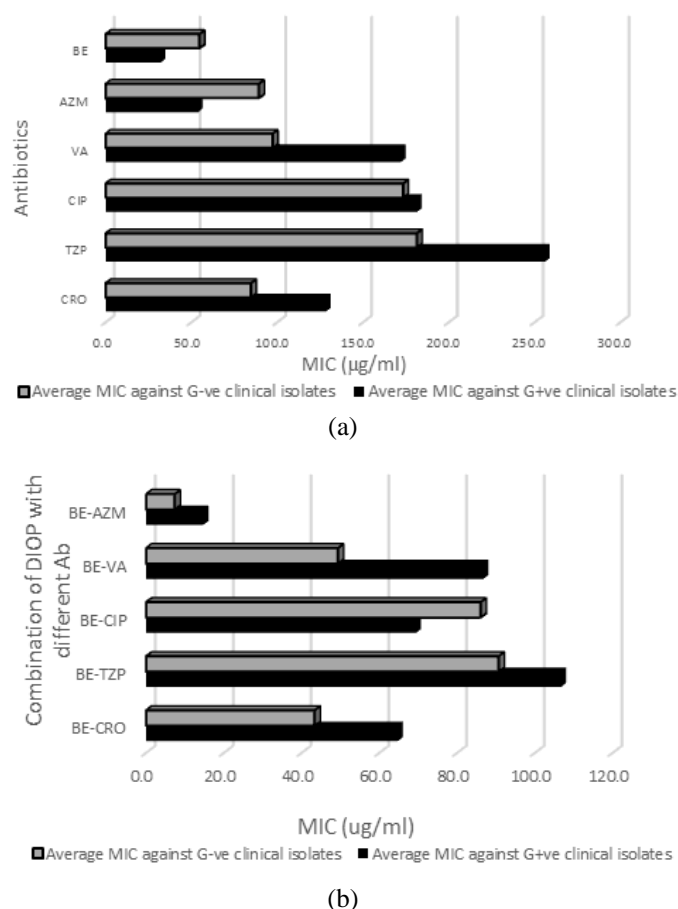 BE
AZM
VA
CIP
TZP
CRO
Antibiotics
0.0 50.0 100.0 150.0 200.0 250.0 300.0
MIC (µg/ml)
Average MIC against G-ve clinical isolates Average MIC against G+ve clinical isolates
(a)
BE-AZM
BE-VA
BE-CIP
BE-TZP
BE-CRO
Combination of DIOP with
different Ab
0.0 20.0 40.0 60.0 80.0 100.0 120.0
MIC (ug/ml)
Average MIC against G-ve clinical isolates Average MIC against G+ve clinical isolates
(b)